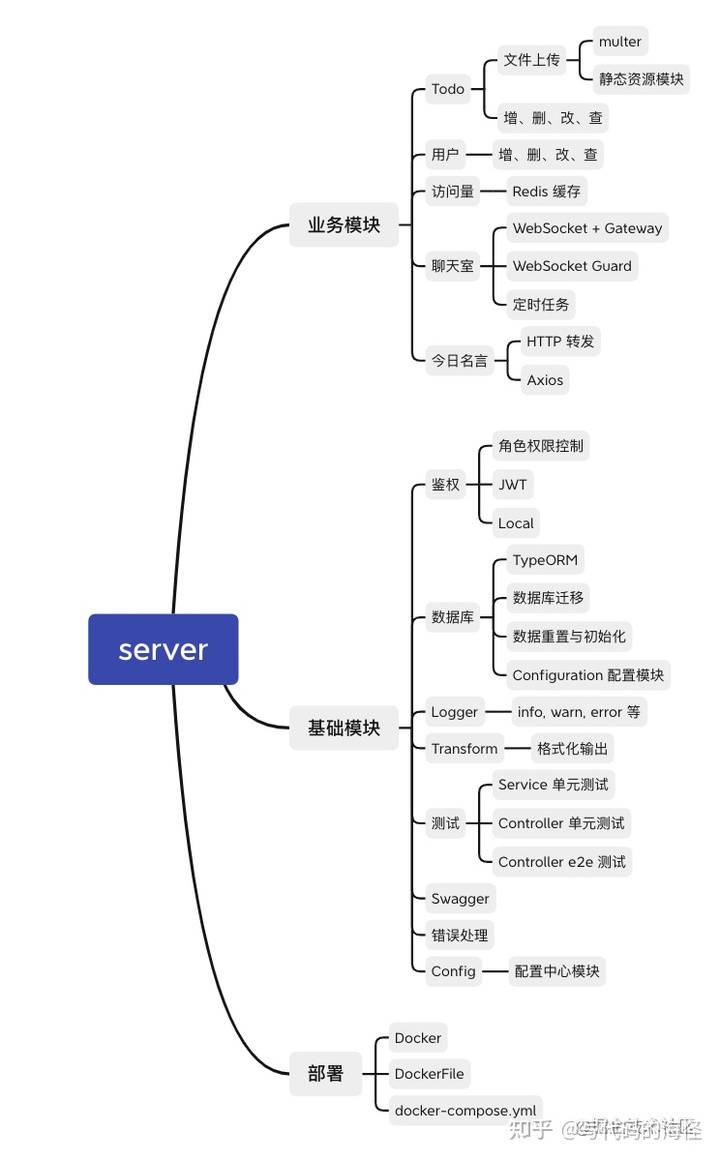 server
业务模块
Todo
文件上传
multer
静态资源模块
增、删、改、查
用户
增、删、改、查
访问量
Redis 缓存
聊天室
WebSocket + Gateway
WebSocket Guard
定时任务
今日名言
HTTP 转发
Axios
基础模块
鉴权
角色权限控制
JWT
Local
数据库
TypeORM
数据库迁移
数据重置与初始化
Configuration 配置模块
Logger
info, warn, error 等
Transform
格式化输出
测试
Service 单元测试
Controller 单元测试
Controller e2e 测试
Swagger
错误处理
Config
配置中心模块
部署
Docker
DockerFile
docker-compose.yml
知乎 @写代码的海怪